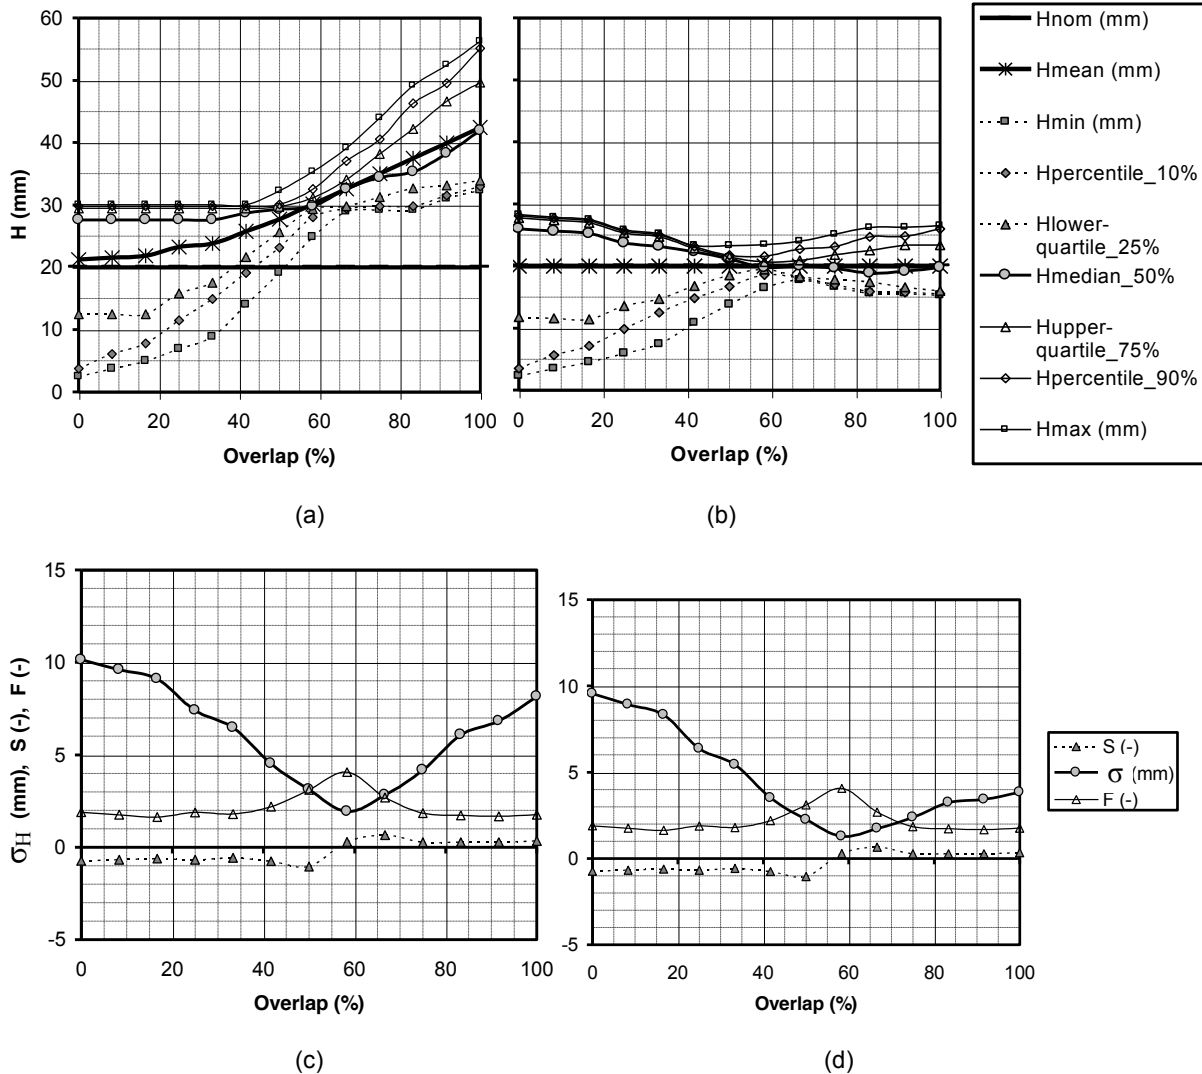 60
50
40
30
20
10
0
H (mm)
0 20 40 60 80 100
Overlap (%)
(a)
0 20 40 60 80 100
Overlap (%)
(b)
Hnom (mm)
Hmean (mm)
Hmin (mm)
Hpercentile_10%
Hlower-
quartile_25%
Hmedian_50%
Hupper-
quartile_75%
Hpercentile_90%
Hmax (mm)
15
10
5
0
-5
σH (mm), S (-), F (-)
0 20 40 60 80 100
Overlap (%)
(c)
15
10
5
0
-5
0 20 40 60 80 100
Overlap (%)
(d)
S (-)
σ (mm)
F (-)